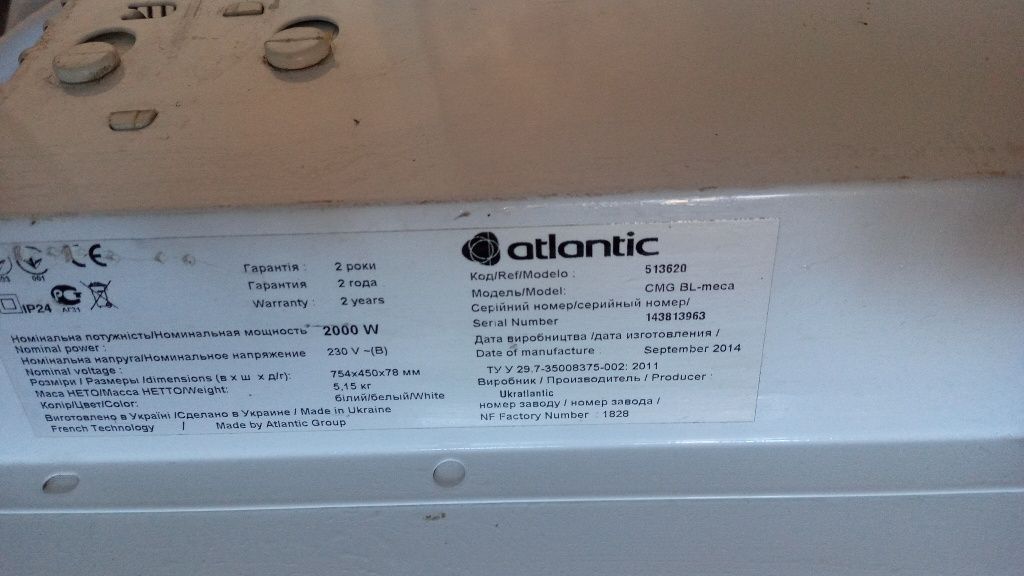 CE
001
IP24
АГ31
Гарантія : 2 роки
Гарантия 2 года
Warranty : 2 years
Номінальна потужність/Номинальная мощность 2000 W
Nominal power :
Номінальна напруга/Номинальное напряжение 230 V ~(В)
Nominal voltage :
Розміри / Размеры /dimensions (в х ш х д/г): 754x450x78 мм
Маса НЕТО/Масса НЕТТО/Weight: 5,15 кг
Колір/Цвет/Color: білий/белый/White
Виготовлено в Україні /Сделано в Украине / Made in Ukraine
French Technology / Made by Atlantic Group
atlantic
Код/Ref/Modelo : 513620
Модель/Model: CMG BL-meca
Серійний номер/серийный номер/
Serial Number 143813963
Дата виробництва /дата изготовления /
Date of manufacture : September 2014
ТУ У 29.7-35008375-002: 2011
Виробник / Производитель / Producer :
Ukratlantic
номер заводу / номер завода /
NF Factory Number : 1828